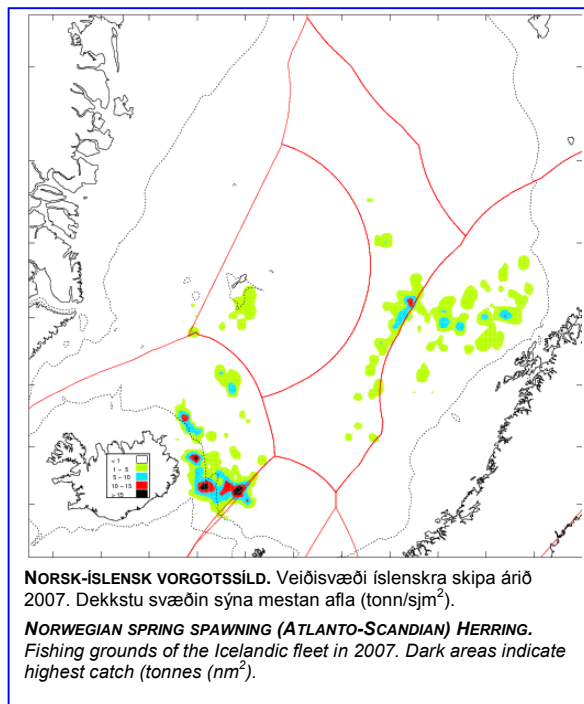 < 1
1 – 5
5 – 10
10 – 15
> 15
NORSK-ÍSLENSK VORGOTSSÍLD. Veiðisvæði íslenskra skipa árið
2007. Dekkstu svæðin sýna mestan afla (tonn/sjm²).
NORWEGIAN SPRING SPAWNING (ATLANTO-SCANDIAN) HERRING.
Fishing grounds of the Icelandic fleet in 2007. Dark areas indicate
highest catch (tonnes (nm²).